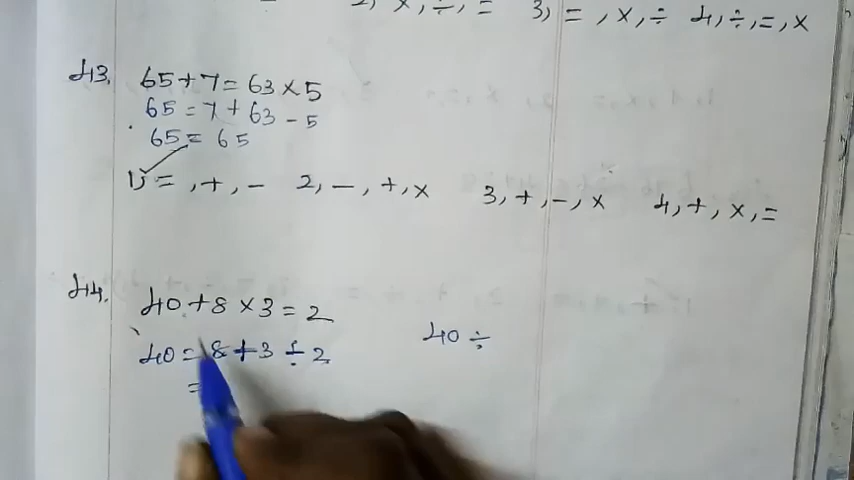 2, ×, ÷, = 3, =, ×, ÷ 4, ÷, =, ×
43. 65+7=63×5
65 = 7 + 63 - 5
65 = 65
1, =, +, - 2, -, +, × 3, +, -, × 4, +, ×, =
44. 40+8×3=2
40 = 8 + 3 ÷ 2 40 ÷
=